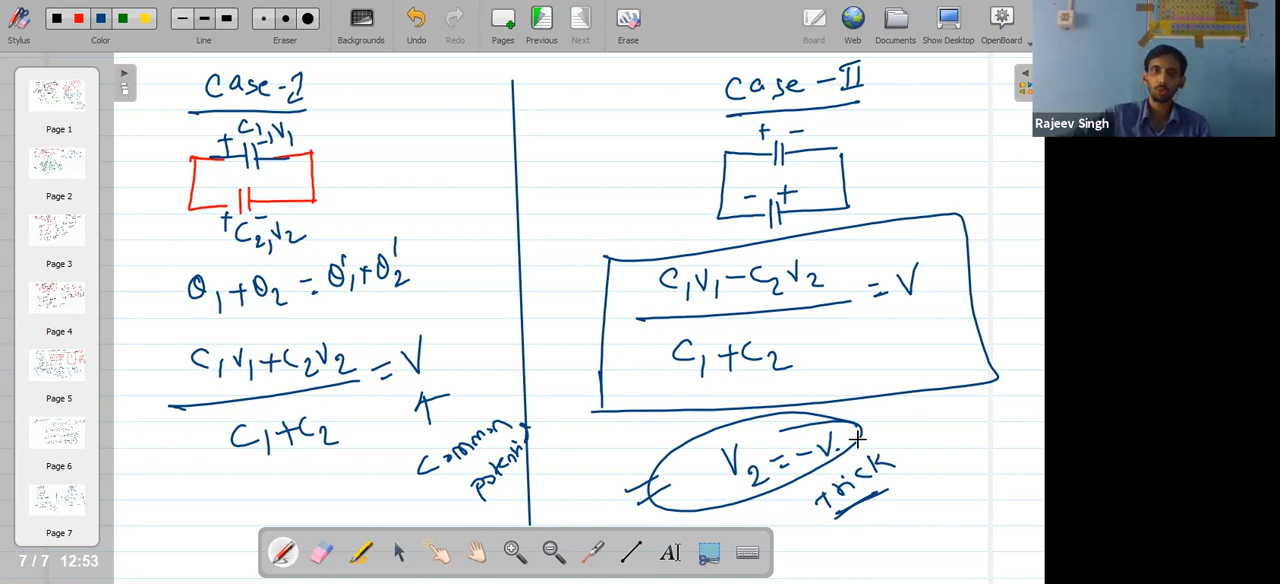 Stylus
Color
Line
Eraser
Backgrounds
Undo
Redo
Pages
Previous
Next
Erase
Board
Web
Documents
Show Desktop
OpenBoard
Rajeev Singh
Page 1
Page 2
Page 3
Page 4
Page 5
Page 6
Page 7
7 / 7 12:53
Case-I
C₁,V₁
+ -
+ -
C₂,V₂
Q₁+Q₂ = Q₁'+Q₂'
C₁V₁+C₂V₂ = V
C₁+C₂
Common
potential
Case-II
+ -
- +
C₁V₁-C₂V₂ = V
C₁+C₂
V₂ = -V.
Trick
AI